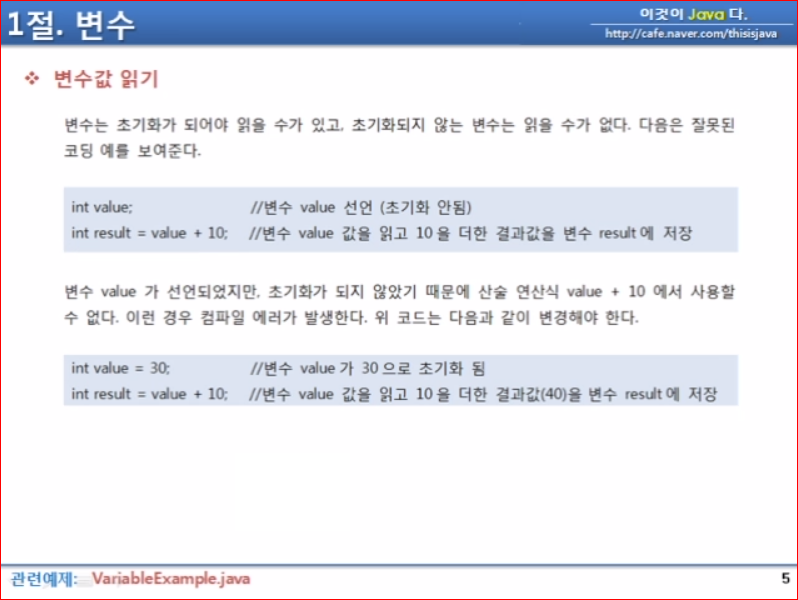 1절. 변수
이것이 Java 다.
http://cafe.naver.com/thisisjava
❖ 변수값 읽기
변수는 초기화가 되어야 읽을 수가 있고, 초기화되지 않는 변수는 읽을 수가 없다. 다음은 잘못된
코딩 예를 보여준다.
int value; //변수 value 선언 (초기화 안됨)
int result = value + 10; //변수 value 값을 읽고 10을 더한 결과값을 변수 result에 저장
변수 value 가 선언되었지만, 초기화가 되지 않았기 때문에 산술 연산식 value + 10 에서 사용할
수 없다. 이런 경우 컴파일 에러가 발생한다. 위 코드는 다음과 같이 변경해야 한다.
int value = 30; //변수 value가 30으로 초기화 됨
int result = value + 10; //변수 value 값을 읽고 10을 더한 결과값(40)을 변수 result에 저장
관련예제: VariableExample.java
5